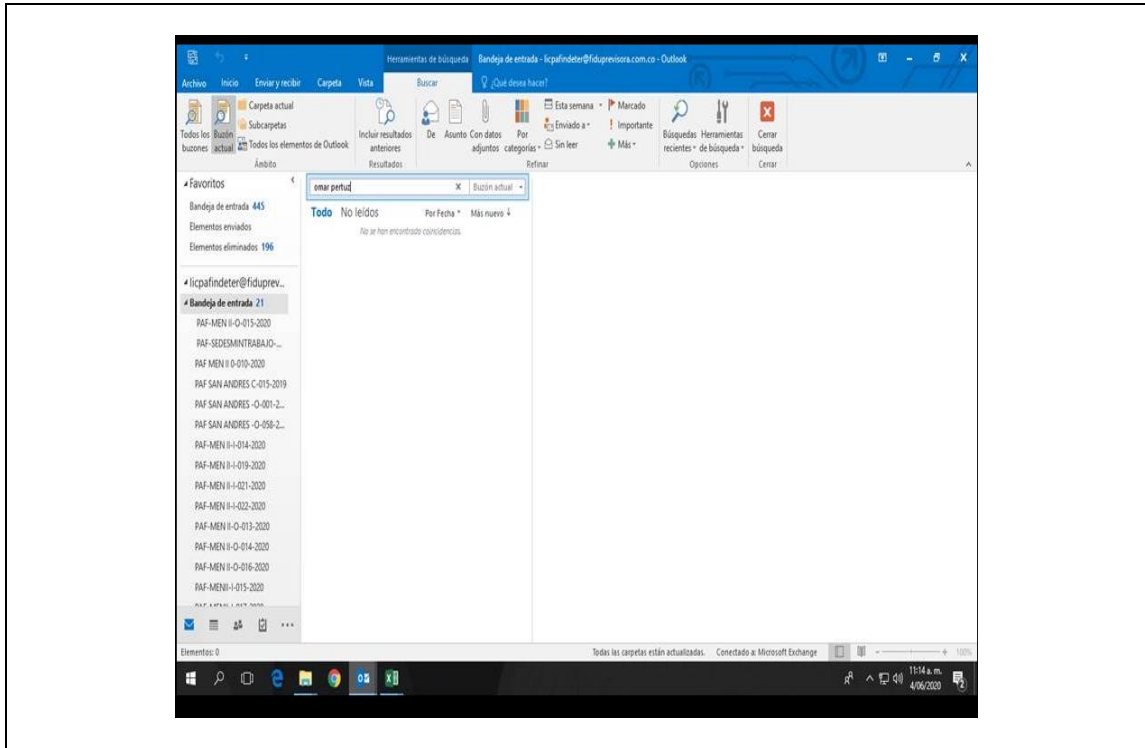 Herramientas de búsqueda Bandeja de entrada - licpafindeter@fiduprevisora.com.co - Outlook
Archivo Inicio Enviar y recibir Carpeta Vista Buscar ¿Qué desea hacer?
Todos los buzones
Buzón actual
Carpeta actual
Subcarpetas
Todos los elementos de Outlook
Ámbito
Incluir resultados anteriores
Resultados
De
Asunto
Con datos adjuntos
Por categorías
Esta semana
Enviado a
Sin leer
Marcado
Importante
Más
Refinar
Búsquedas recientes
Herramientas de búsqueda
Opciones
Cerrar búsqueda
Cerrar
Favoritos
Bandeja de entrada 445
Elementos enviados
Elementos eliminados 196
licpafindeter@fiduprev...
Bandeja de entrada 21
PAF-MEN II-O-015-2020
PAF-SEDESMINTRABAJO-...
PAF MEN II 0-010-2020
PAF SAN ANDRES C-015-2019
PAF SAN ANDRES -O-001-2...
PAF SAN ANDRES -O-058-2...
PAF-MEN II-I-014-2020
PAF-MEN II-I-019-2020
PAF-MEN II-I-021-2020
PAF-MEN II-I-022-2020
PAF-MEN II-O-013-2020
PAF-MEN II-O-014-2020
PAF-MEN II-O-016-2020
PAF-MENII-I-015-2020
omar pertuz X Buzón actual
Todo No leídos Por Fecha Más nuevo
No se han encontrado coincidencias.
Elementos: 0 Todas las carpetas están actualizadas. Conectado a: Microsoft Exchange 100%
11:14 a. m.
4/06/2020